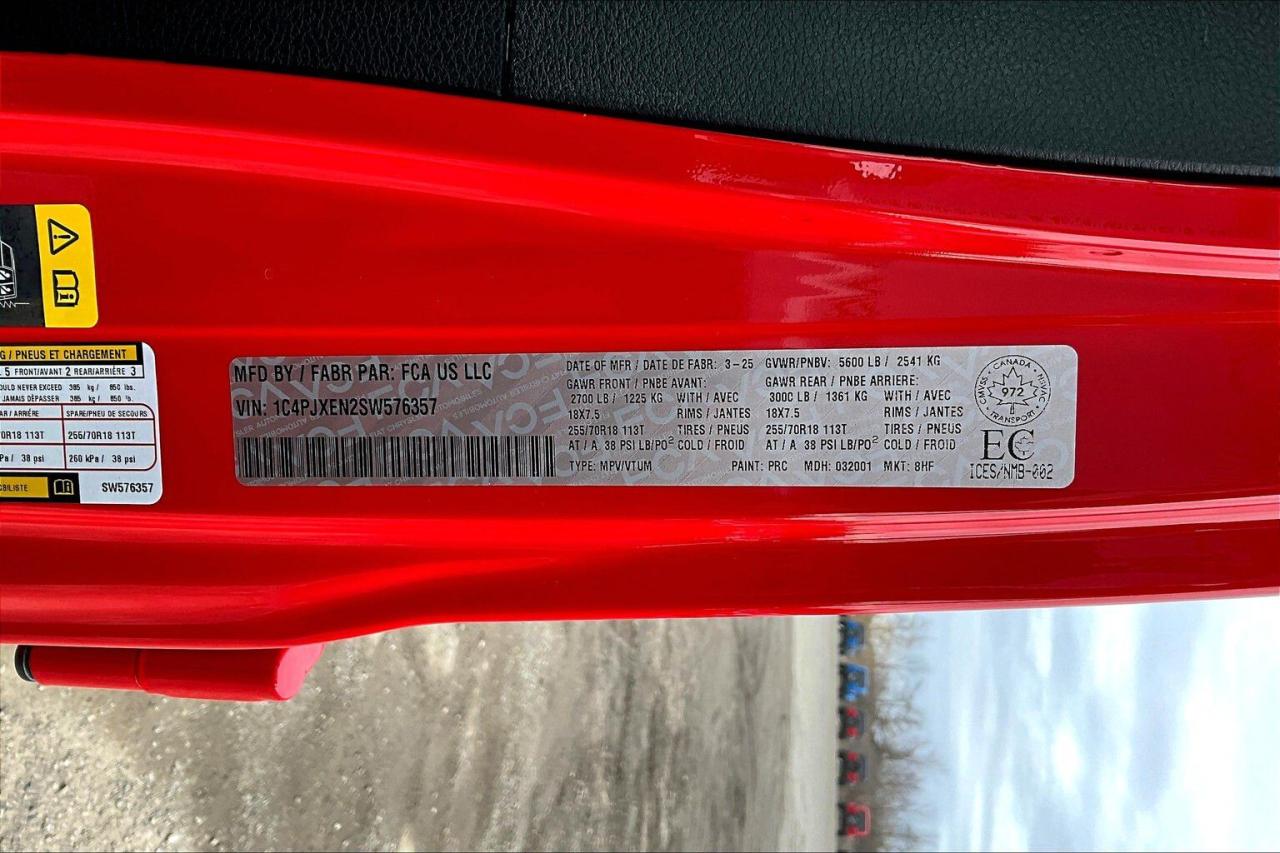 G / PNEUS ET CHARGEMENT
5 FRONT/AVANT 2 REAR/ARRIÈRE 3
OULD NEVER EXCEED 385 kg / 850 lbs.
JAMAIS DÉPASSER 385 kg / 850 lb.
AR / ARRIÈRE SPARE/PNEU DE SECOURS
70R18 113T 255/70R18 113T
kPa / 38 psi 260 kPa / 38 psi
OBILISTE SW576357
MFD BY / FABR PAR: FCA US LLC
VIN: 1C4PJXEN2SW576357
DATE OF MFR / DATE DE FABR: 3-25 GVWR/PNBV: 5600 LB / 2541 KG
GAWR FRONT / PNBE AVANT: GAWR REAR / PNBE ARRIERE:
2700 LB / 1225 KG WITH / AVEC 3000 LB / 1361 KG WITH / AVEC
18X7.5 RIMS / JANTES 18X7.5 RIMS / JANTES
255/70R18 113T TIRES / PNEUS 255/70R18 113T TIRES / PNEUS
AT / A 38 PSI LB/PO² COLD / FROID AT / A 38 PSI LB/PO² COLD / FROID
TYPE: MPV/VTUM PAINT: PRC MDH: 032001 MKT: 8HF
CANADA
CMVSS 972 NSVAC
TRANSPORT
EC
ICES/NMB-002